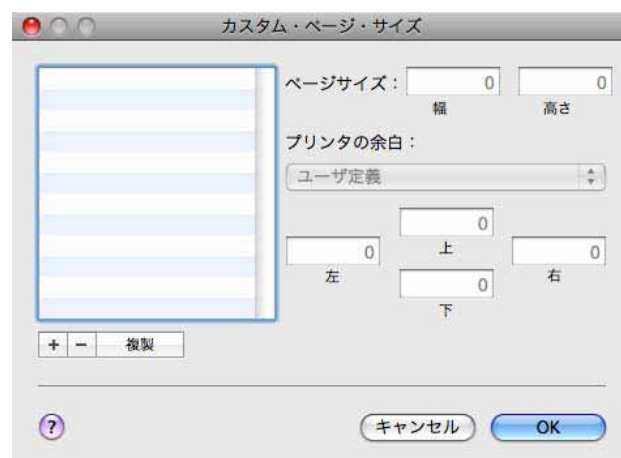 カスタム・ページ・サイズ
ページサイズ： 0 0
幅 高さ
プリンタの余白：
ユーザ定義
0
上
0 0
左 右
0
下
+ − 複製
? キャンセル OK